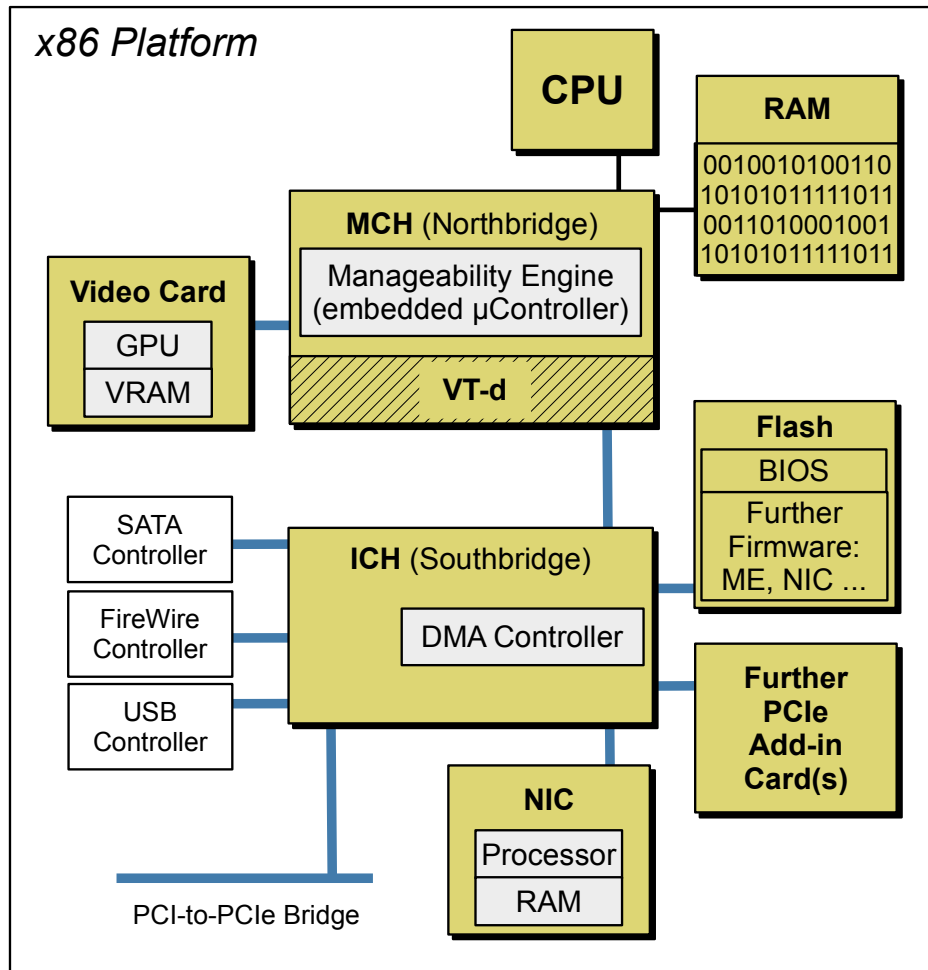 x86 Platform
CPU
RAM
0010010100110
10101011111011
0011010001001
10101011111011
MCH (Northbridge)
Manageability Engine
(embedded µController)
VT-d
Video Card
GPU
VRAM
Flash
BIOS
Further
Firmware:
ME, NIC ...
SATA
Controller
FireWire
Controller
USB
Controller
ICH (Southbridge)
DMA Controller
Further
PCIe
Add-in
Card(s)
NIC
Processor
RAM
PCI-to-PCIe Bridge